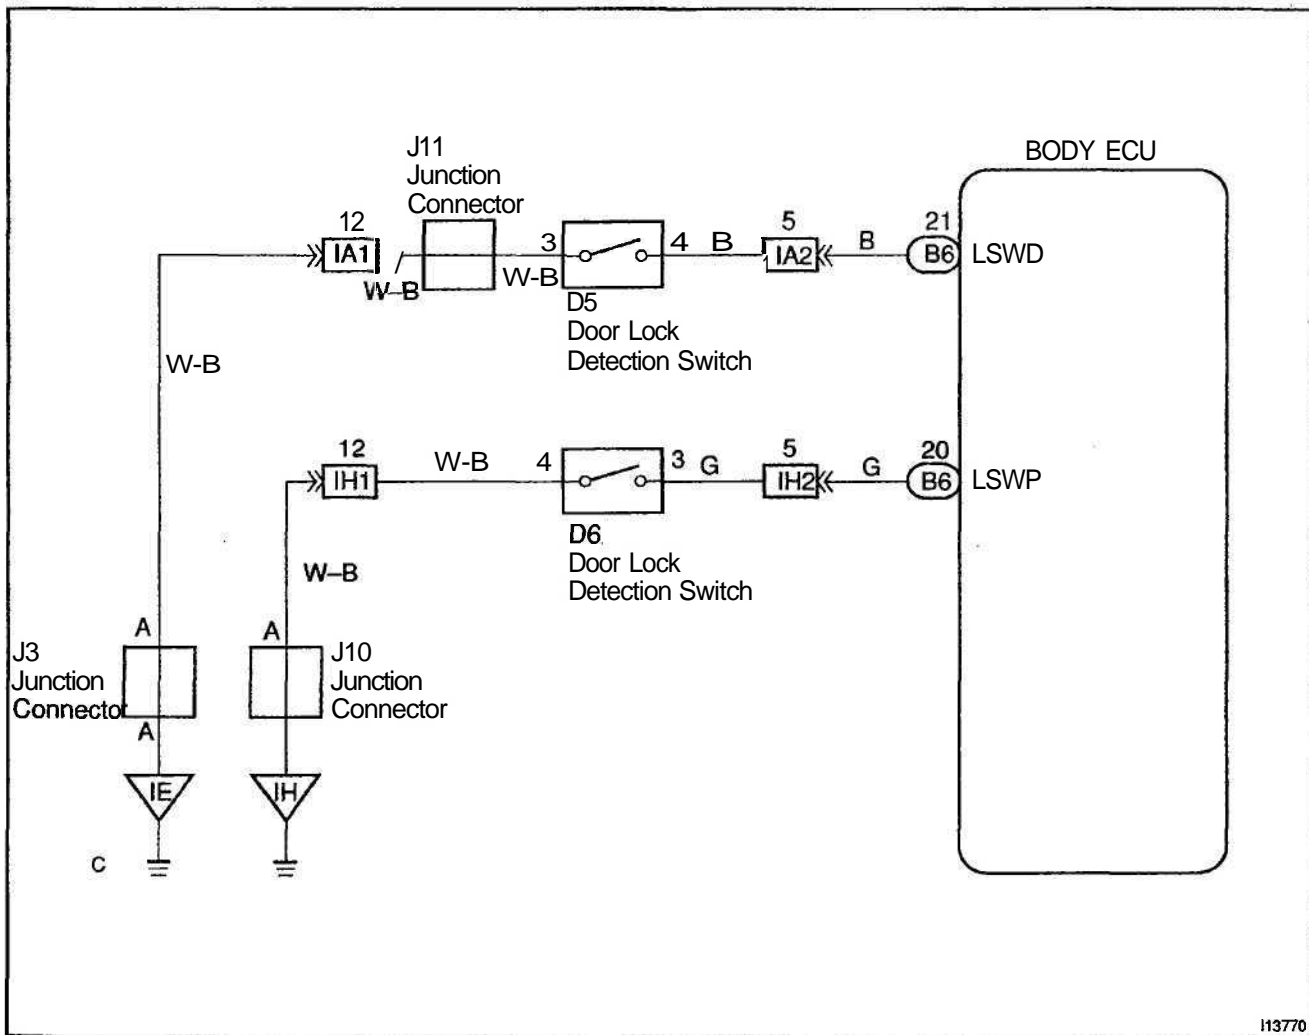 J11
Junction
Connector
BODY ECU
12
IA1
W-B
3
W-B
4
B
5
IA2
B
21
B6
LSWD
D5
Door Lock
Detection Switch
W-B
12
IH1
W-B
4
3
G
5
IH2
G
20
B6
LSWP
D6
Door Lock
Detection Switch
W-B
A
J3
Junction
Connector
A
A
J10
Junction
Connector
IE
IH
C
I13770